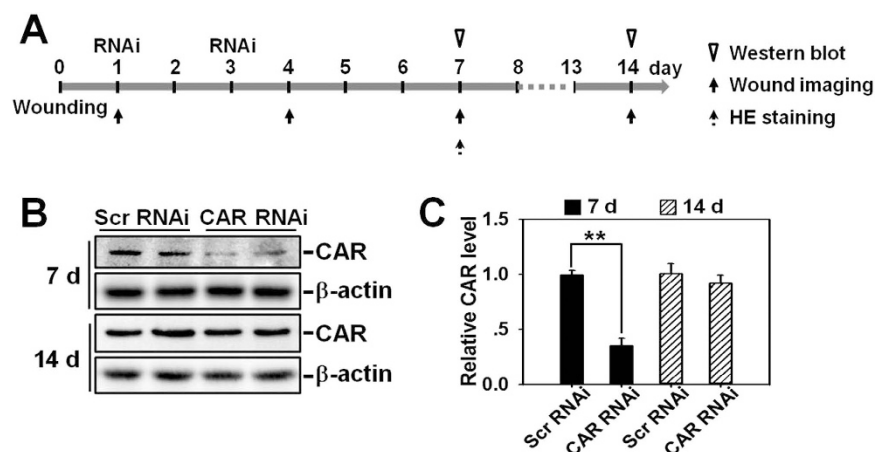 A
RNAi RNAi
0 1 2 3 4 5 6 7 8 13 14 day
Wounding
Western blot
Wound imaging
HE staining
B
Scr RNAi CAR RNAi
7 d
-CAR
-β-actin
14 d
-CAR
-β-actin
C
7 d 14 d
Relative CAR level
1.5
1.0
.5
0.0
**
Scr RNAi
CAR RNAi
Scr RNAi
CAR RNAi